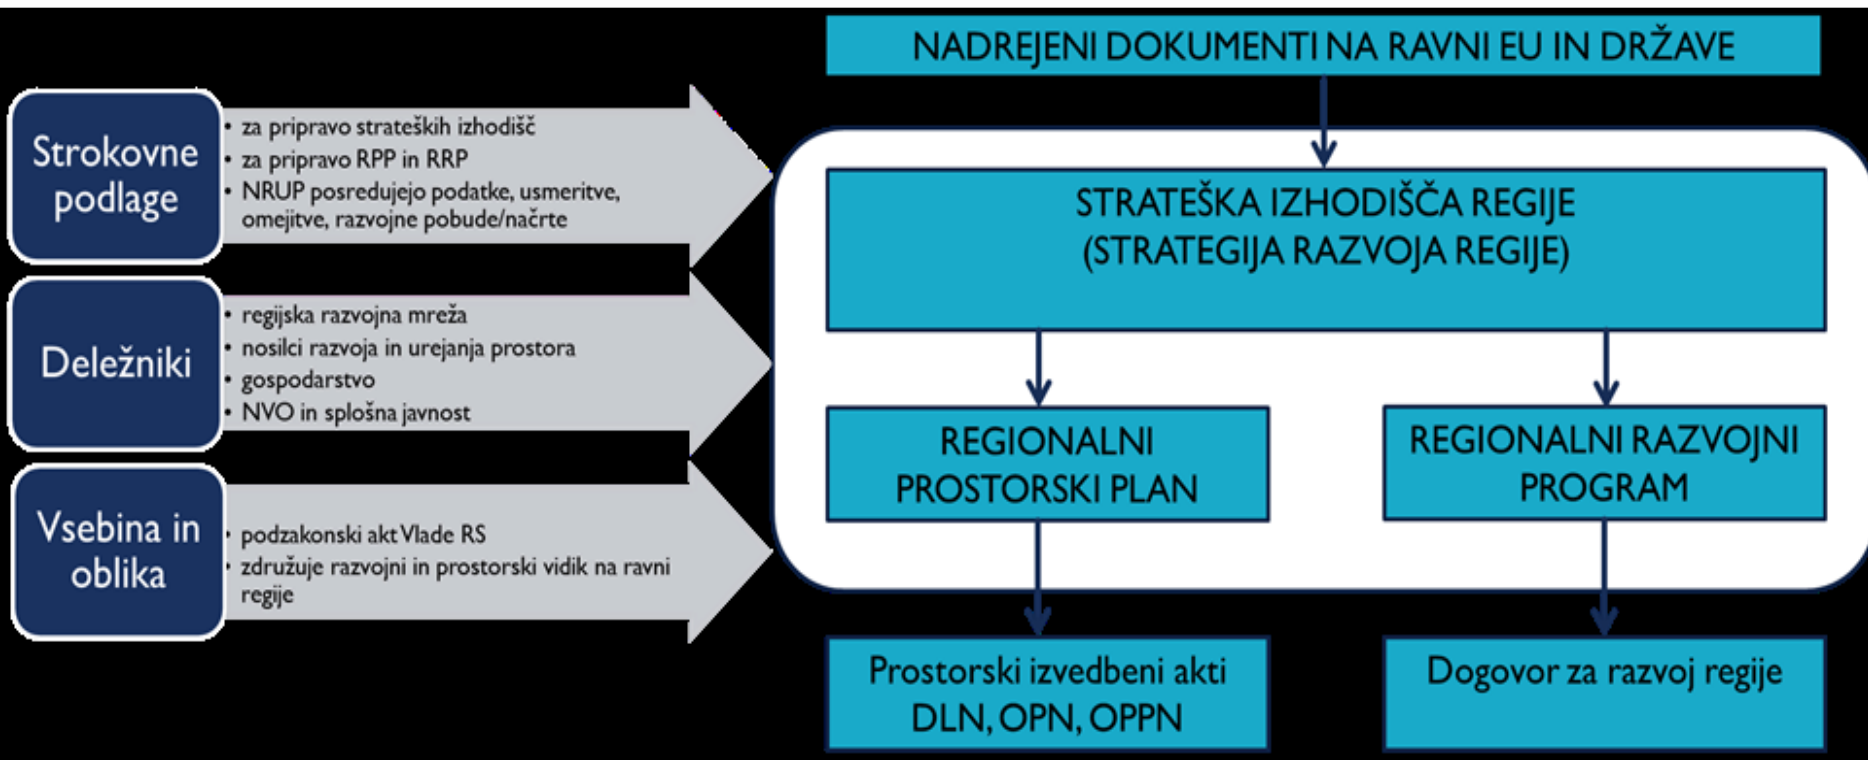 NADREJENI DOKUMENTI NA RAVNI EU IN DRŽAVE
Strokovne
podlage
• za pripravo strateških izhodišč
• za pripravo RPP in RRP
• NRUP posredujejo podatke, usmeritve,
omejitve, razvojne pobude/načrte
Deležniki
• regijska razvojna mreža
• nosilci razvoja in urejanja prostora
• gospodarstvo
• NVO in splošna javnost
Vsebina in
oblika
• podzakonski akt Vlade RS
• združuje razvojni in prostorski vidik na ravni
regije
STRATEŠKA IZHODIŠČA REGIJE
(STRATEGIJA RAZVOJA REGIJE)
REGIONALNI
PROSTORSKI PLAN
REGIONALNI RAZVOJNI
PROGRAM
Prostorski izvedbeni akti
DLN, OPN, OPPN
Dogovor za razvoj regije